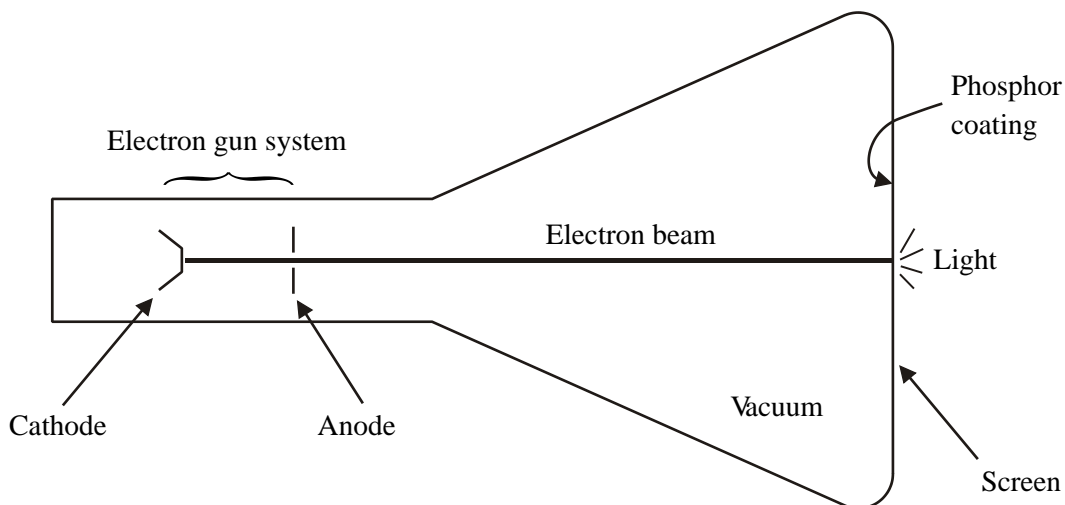 Phosphor
coating
Electron gun system
Electron beam
Light
Cathode
Anode
Vacuum
Screen